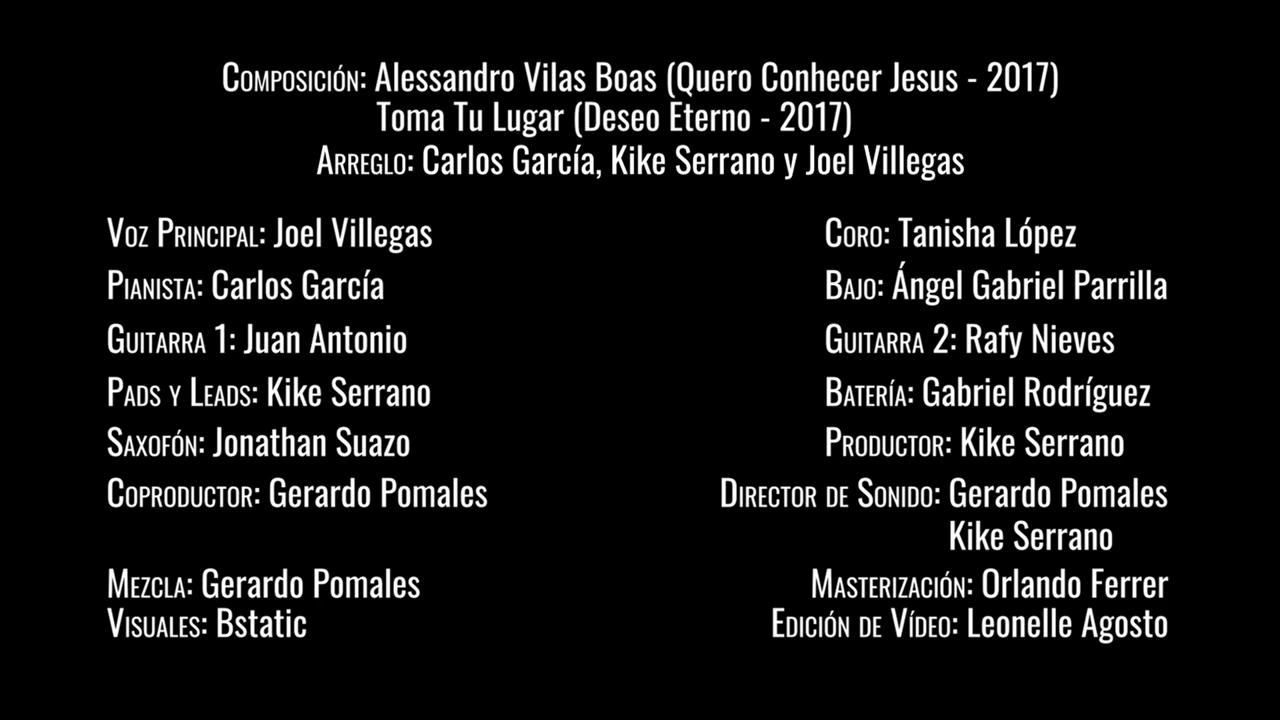 Composición: Alessandro Vilas Boas (Quero Conhecer Jesus - 2017)
Toma Tu Lugar (Deseo Eterno - 2017)
Arreglo: Carlos García, Kike Serrano y Joel Villegas
Voz Principal: Joel Villegas
Coro: Tanisha López
Pianista: Carlos García
Bajo: Ángel Gabriel Parrilla
Guitarra 1: Juan Antonio
Guitarra 2: Rafy Nieves
Pads y Leads: Kike Serrano
Batería: Gabriel Rodríguez
Saxofón: Jonathan Suazo
Productor: Kike Serrano
Coproductor: Gerardo Pomales
Director de Sonido: Gerardo Pomales
Kike Serrano
Mezcla: Gerardo Pomales
Masterización: Orlando Ferrer
Visuales: Bstatic
Edición de Vídeo: Leonelle Agosto